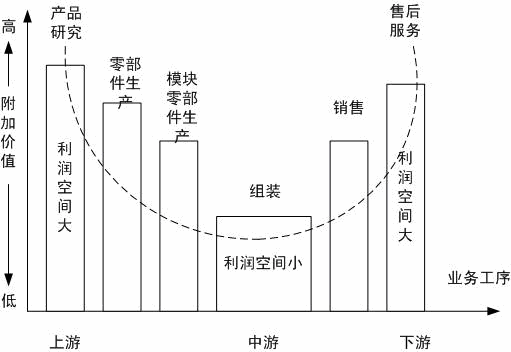 高
附加价值
低
产品
研究
零部
件生
产
模块
零部
件生
产
组装
销售
售后
服务
利润空间大
利润空间小
利润空间大
业务工序
上游
中游
下游